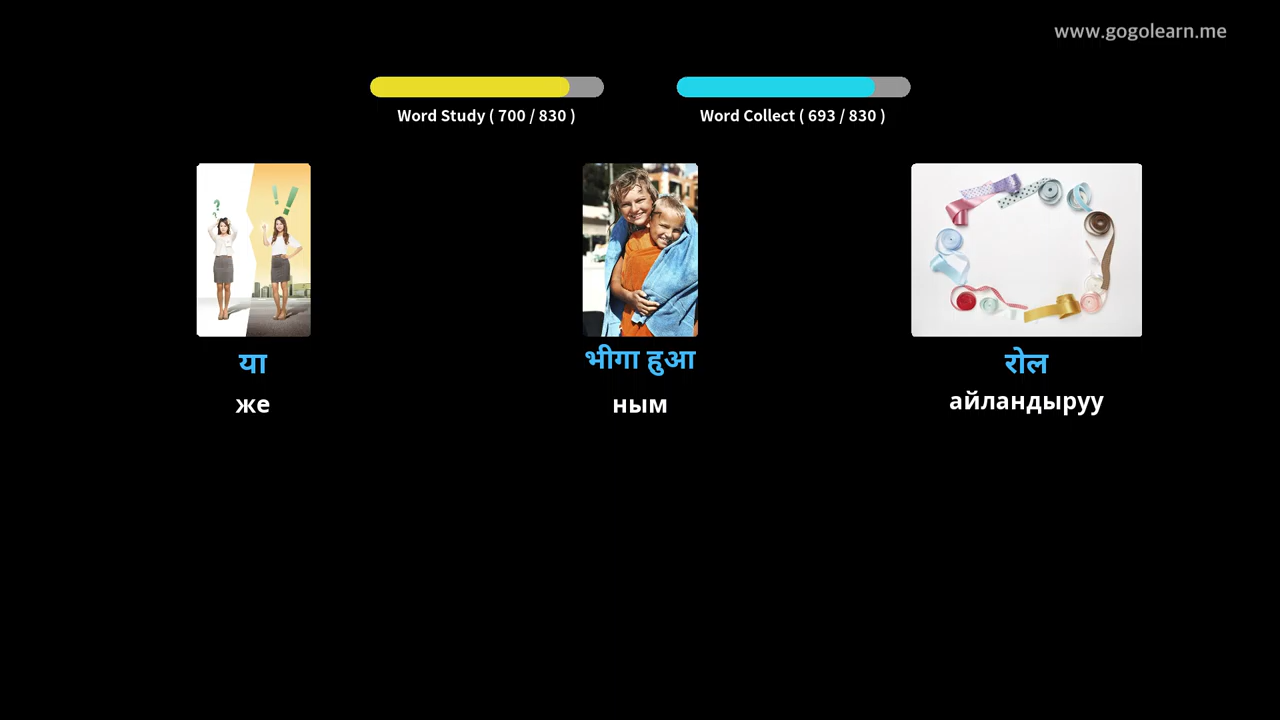 www.gogolearn.me
Word Study ( 700 / 830 )
Word Collect ( 693 / 830 )
या
भीगा हुआ
रोल
же
ным
айландыруу